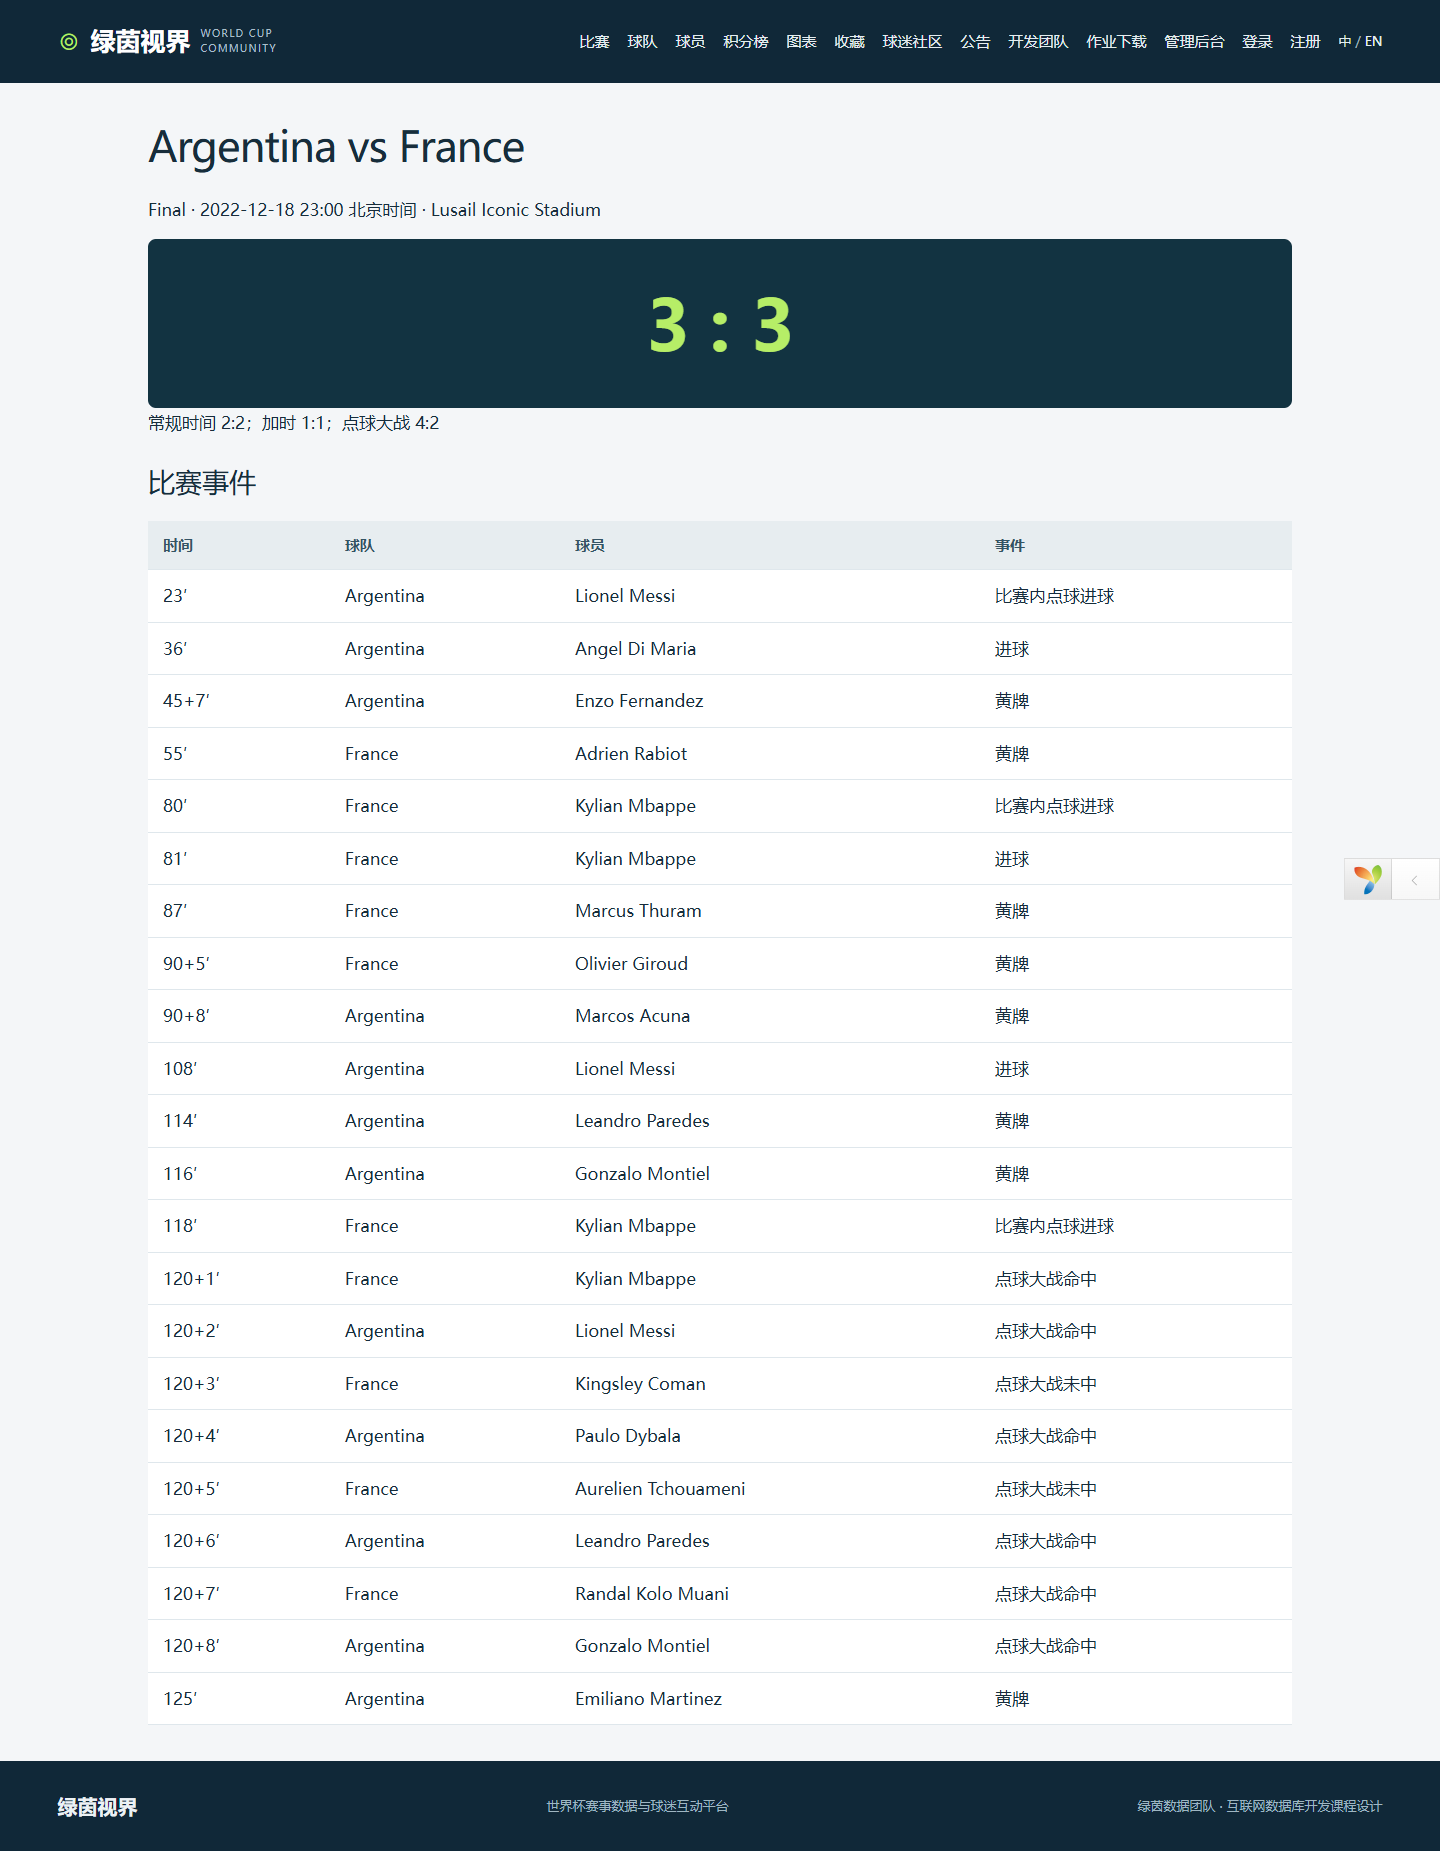 绿茵视界 WORLD CUP COMMUNITY 比赛 球队 球员 积分榜 图表 收藏 球迷社区 公告 开发团队 作业下载 管理后台 登录 注册 中 / EN
Argentina vs France
Final · 2022-12-18 23:00 北京时间 · Lusail Iconic Stadium
3 : 3
常规时间 2:2；加时 1:1；点球大战 4:2
比赛事件
时间 球队 球员 事件
23' Argentina Lionel Messi 比赛内点球进球
36' Argentina Angel Di Maria 进球
45+7' Argentina Enzo Fernandez 黄牌
55' France Adrien Rabiot 黄牌
80' France Kylian Mbappe 比赛内点球进球
81' France Kylian Mbappe 进球
87' France Marcus Thuram 黄牌
90+5' France Olivier Giroud 黄牌
90+8' Argentina Marcos Acuna 黄牌
108' Argentina Lionel Messi 进球
114' Argentina Leandro Paredes 黄牌
116' Argentina Gonzalo Montiel 黄牌
118' France Kylian Mbappe 比赛内点球进球
120+1' France Kylian Mbappe 点球大战命中
120+2' Argentina Lionel Messi 点球大战命中
120+3' France Kingsley Coman 点球大战未中
120+4' Argentina Paulo Dybala 点球大战命中
120+5' France Aurelien Tchouameni 点球大战未中
120+6' Argentina Leandro Paredes 点球大战命中
120+7' France Randal Kolo Muani 点球大战命中
120+8' Argentina Gonzalo Montiel 点球大战命中
125' Argentina Emiliano Martinez 黄牌
绿茵视界 世界杯赛事数据与球迷互动平台 绿茵数据团队 · 互联网数据库开发课程设计